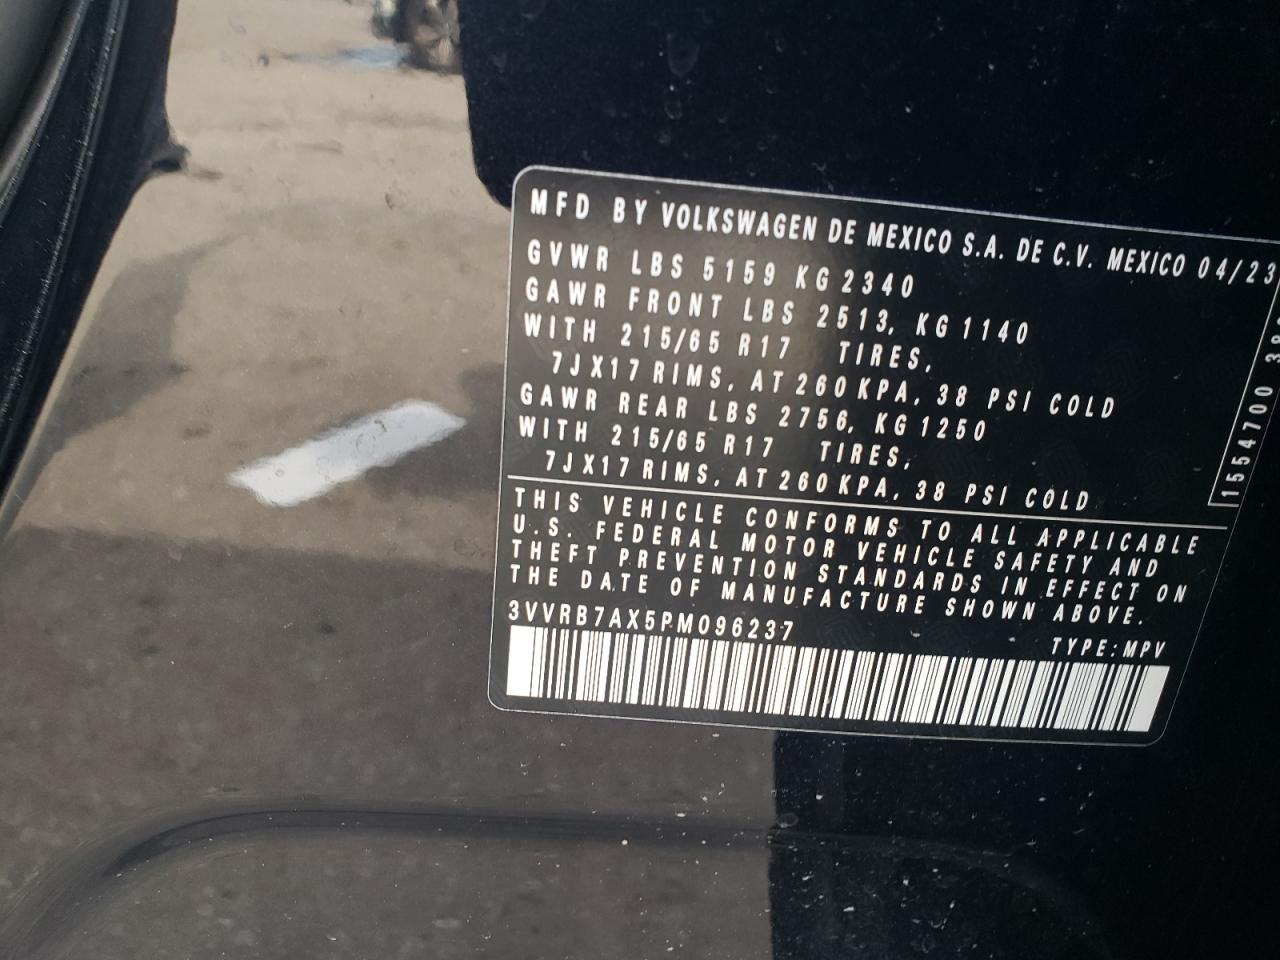 MFD BY VOLKSWAGEN DE MEXICO S.A. DE C.V. MEXICO 04/23
GVWR LBS 5159 KG 2340
GAWR FRONT LBS 2513, KG 1140
WITH 215/65 R17 TIRES,
7JX17 RIMS, AT 260 KPA, 38 PSI COLD
GAWR REAR LBS 2756, KG 1250
WITH 215/65 R17 TIRES,
7JX17 RIMS, AT 260 KPA, 38 PSI COLD
THIS VEHICLE CONFORMS TO ALL APPLICABLE
U.S. FEDERAL MOTOR VEHICLE SAFETY AND
THEFT PREVENTION STANDARDS IN EFFECT ON
THE DATE OF MANUFACTURE SHOWN ABOVE.
3VVRB7AX5PM096237
TYPE:MPV
1554700